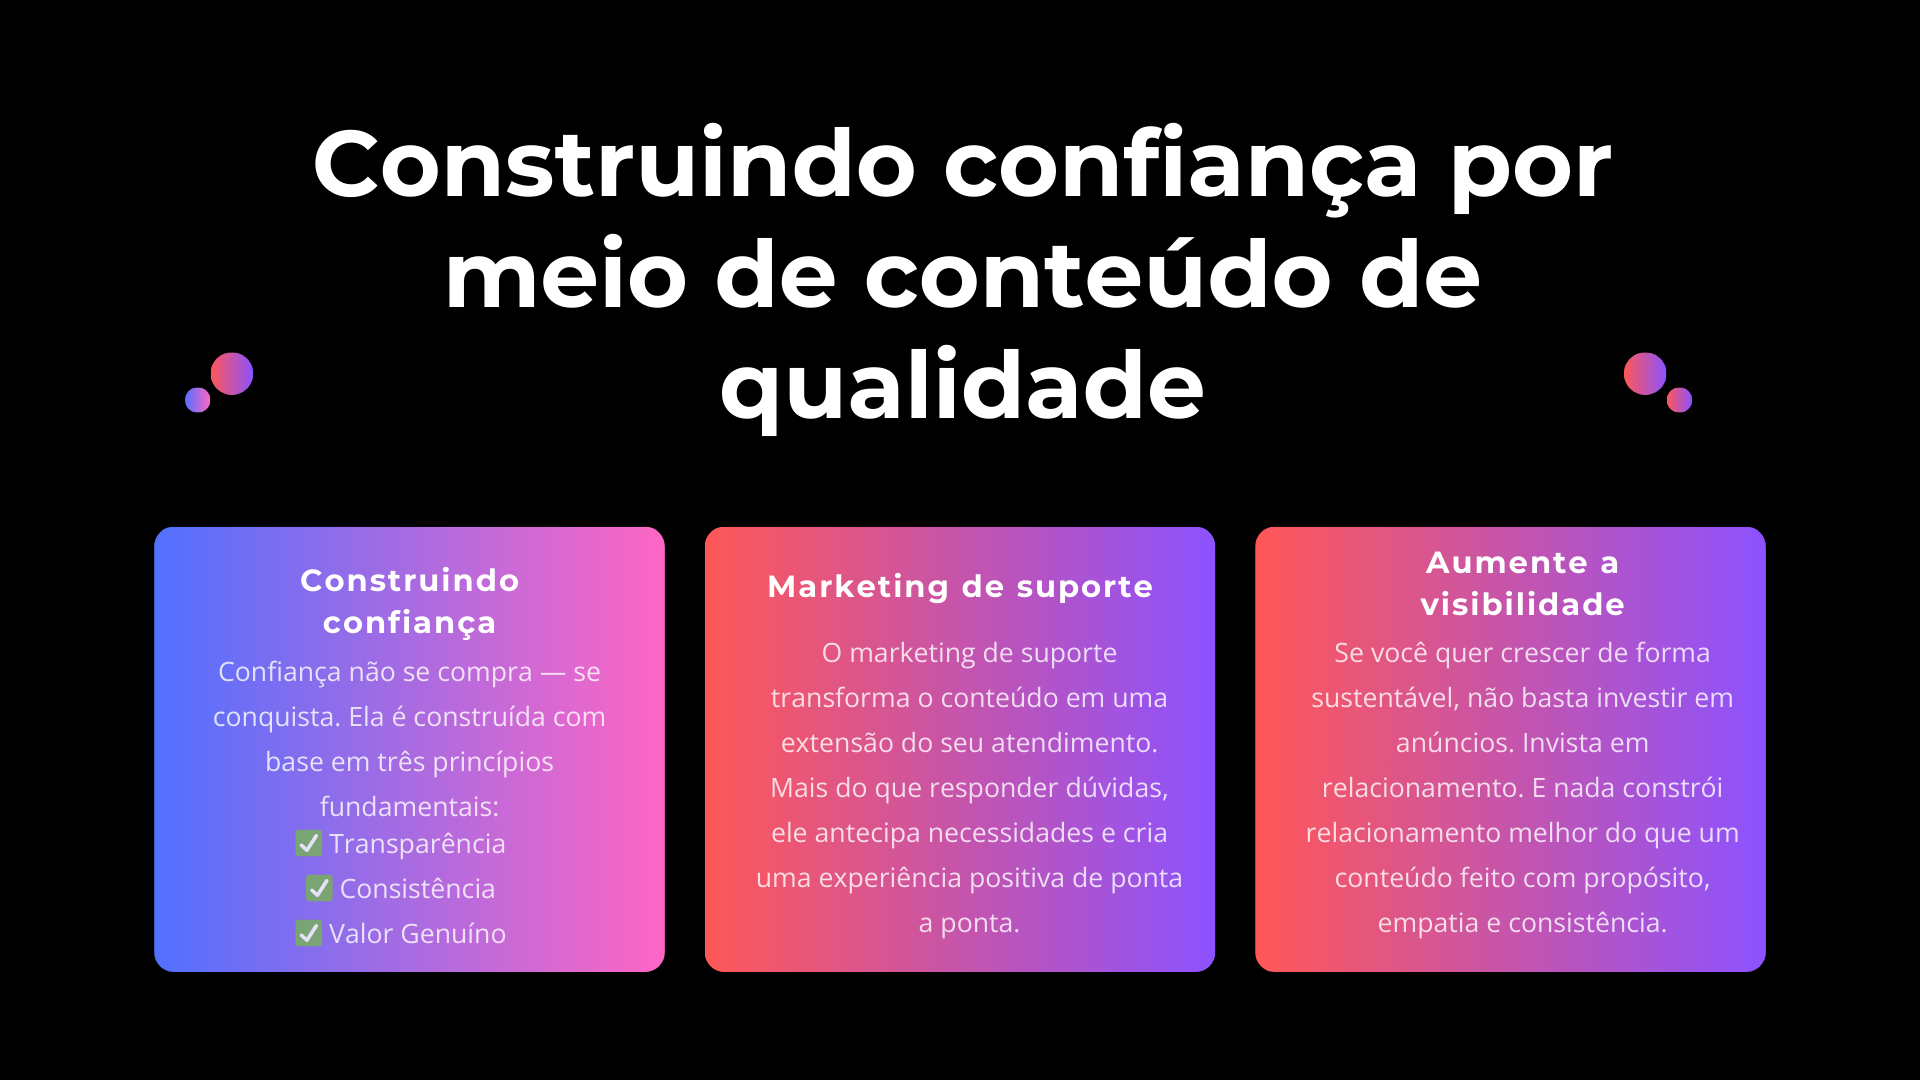 Construindo confiança por
meio de conteúdo de
qualidade
Construindo
confiança
Confiança não se compra — se
conquista. Ela é construída com
base em três princípios
fundamentais:
✅ Transparência
✅ Consistência
✅ Valor Genuíno
Marketing de suporte
O marketing de suporte
transforma o conteúdo em uma
extensão do seu atendimento.
Mais do que responder dúvidas,
ele antecipa necessidades e cria
uma experiência positiva de ponta
a ponta.
Aumente a
visibilidade
Se você quer crescer de forma
sustentável, não basta investir em
anúncios. Invista em
relacionamento. E nada constrói
relacionamento melhor do que um
conteúdo feito com propósito,
empatia e consistência.